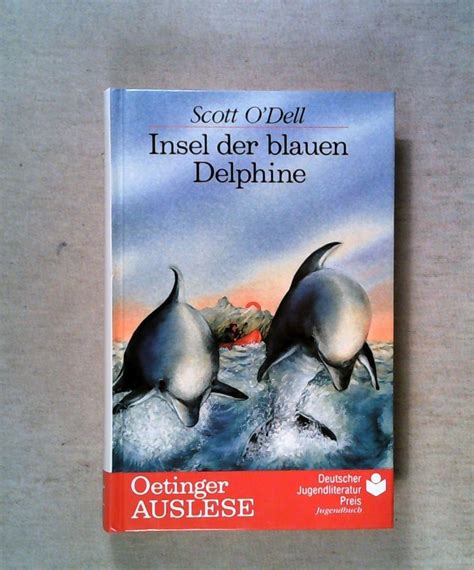 Scott O'Dell
Insel der blauen
Delphine
Oetinger
AUSLESE
Deutscher
Jugendliteratur
Preis
Jugendbuch